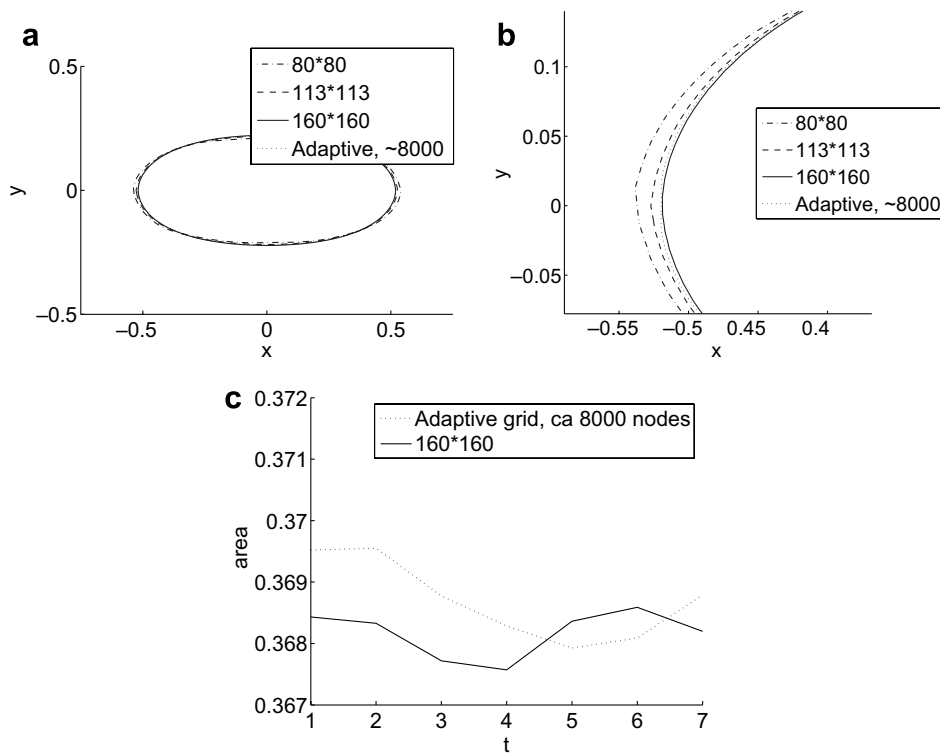 a
0.5
0
–0.5
y
–0.5
0
0.5
x
80*80
113*113
160*160
Adaptive, ~8000
b
0.1
0.05
0
–0.05
y
–0.55
–0.5
0.45
0.4
x
80*80
113*113
160*160
Adaptive, ~8000
c
0.372
0.371
0.37
0.369
0.368
0.367
area
1
2
3
4
5
6
7
t
Adaptive grid, ca 8000 nodes
160*160